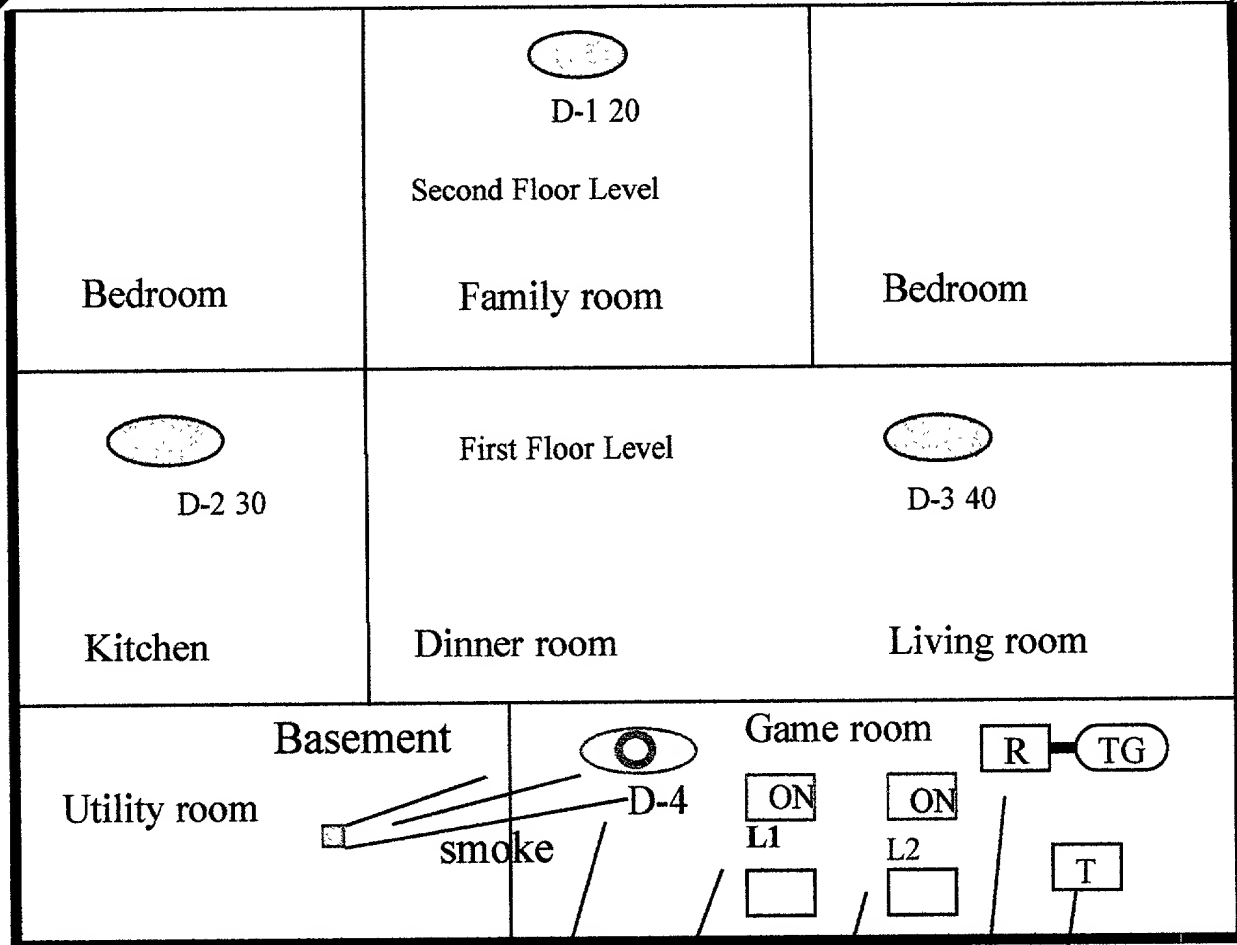 D-1 20
Second Floor Level
Bedroom
Family room
Bedroom
First Floor Level
D-2 30
D-3 40
Kitchen
Dinner room
Living room
Basement
Game room
R
TG
Utility room
D-4
ON
ON
smoke
L1
L2
T